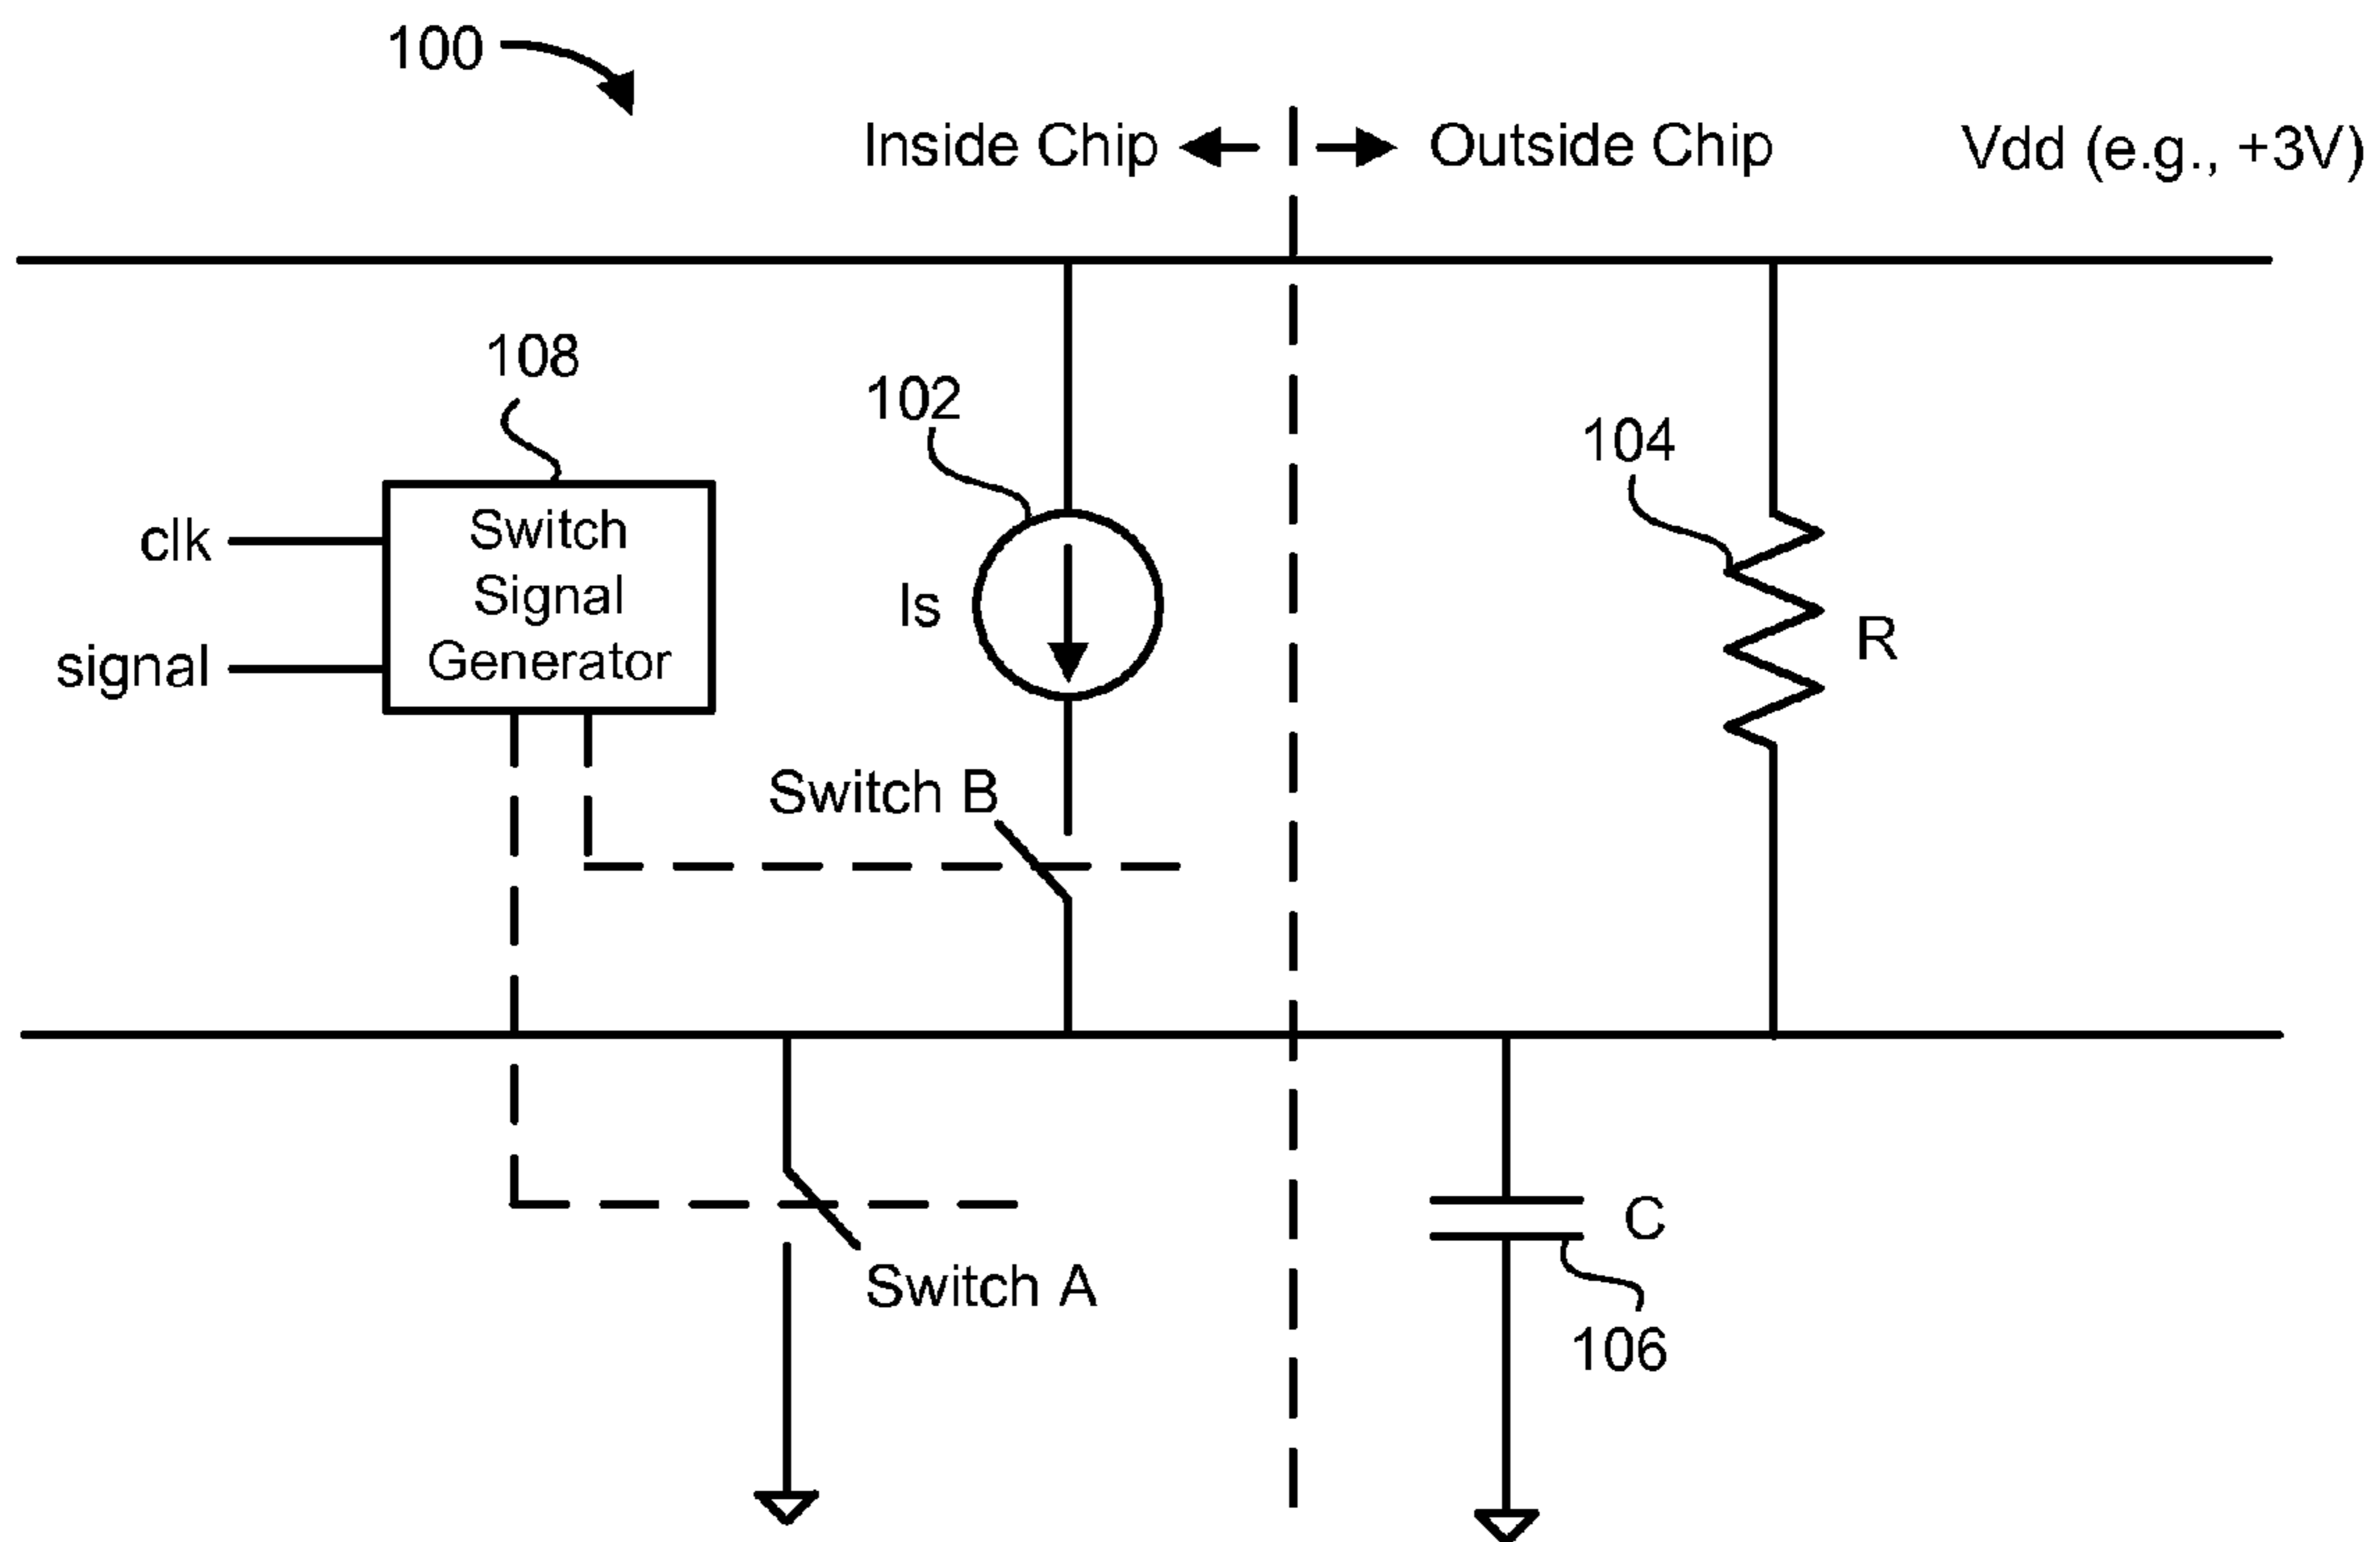 100
Inside Chip
Outside Chip
Vdd (e.g., +3V)
108
102
104
clk
signal
Switch
Signal
Generator
Is
R
Switch B
Switch A
C
106